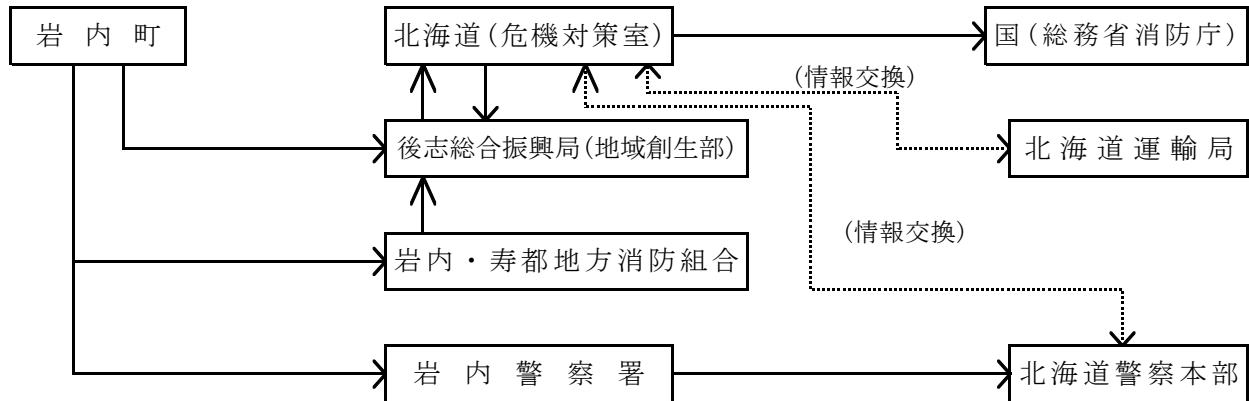 岩内町
北海道(危機対策室)
国(総務省消防庁)
(情報交換)
後志総合振興局(地域創生部)
北海道運輸局
(情報交換)
岩内・寿都地方消防組合
岩内警察署
北海道警察本部